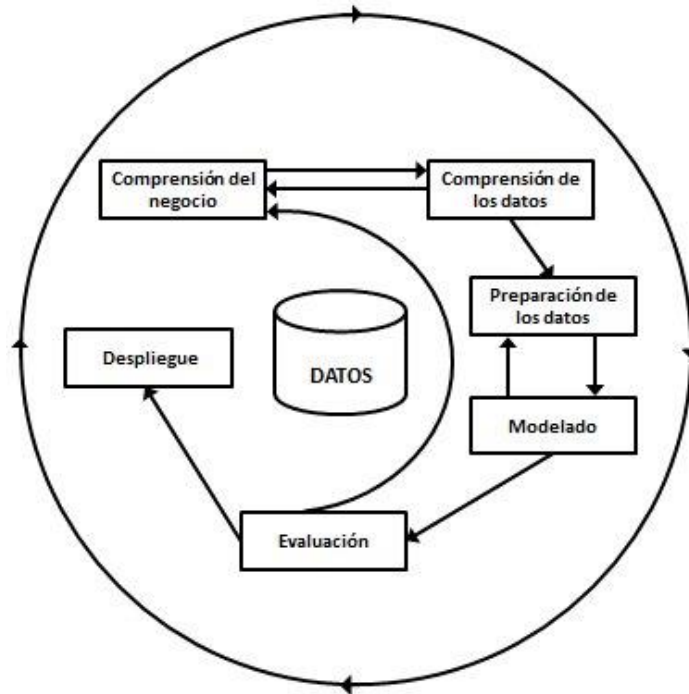 Comprensión del
negocio
Comprensión de
los datos
Preparación de
los datos
Despliegue
DATOS
Modelado
Evaluación